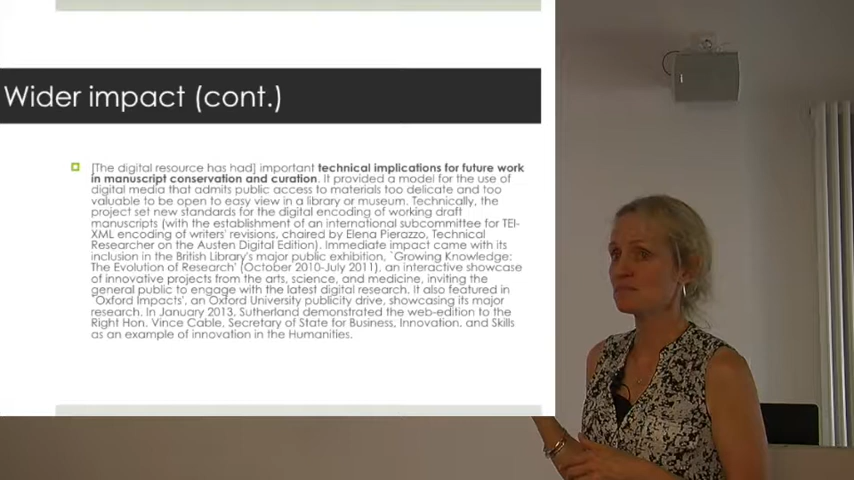 Wider impact (cont.)
[The digital resource has had] important technical implications for future work
in manuscript conservation and curation. It provided a model for the use of
digital media that admits public access to materials too delicate and too
valuable to be open to easy view in a library or museum. Technically, the
project set new standards for the digital encoding of working draft
manuscripts (with the establishment of an international subcommittee for TEI-
XML encoding of writers' revisions, chaired by Elena Pierazzo, Technical
Researcher on the Austen Digital Edition). Immediate impact came with its
inclusion in the British Library's major public exhibition, `Growing Knowledge:
The Evolution of Research' (October 2010-July 2011), an interactive showcase
of innovative projects from the arts, science, and medicine, inviting the
general public to engage with the latest digital research. It also featured in
`Oxford Impacts', an Oxford University publicity drive, showcasing its major
research. In January 2013, Sutherland demonstrated the web-edition to the
Right Hon. Vince Cable, Secretary of State for Business, Innovation. and Skills
as an example of innovation in the Humanities.